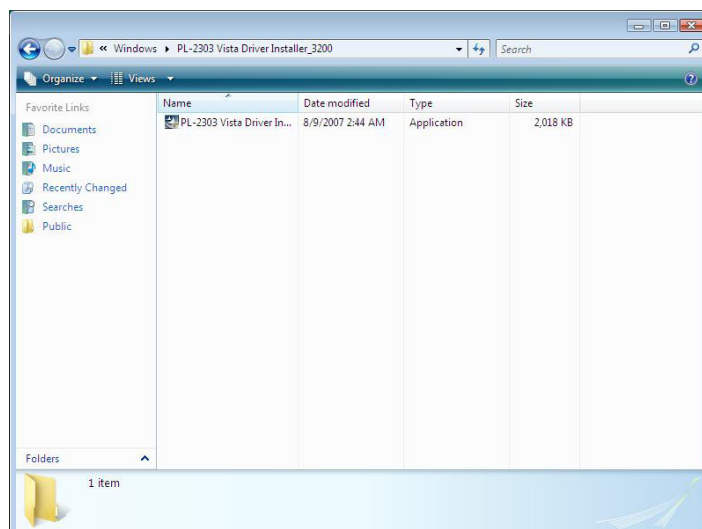 « Windows ▸ PL-2303 Vista Driver Installer_3200
Search
Organize Views
Favorite Links
Documents
Pictures
Music
Recently Changed
Searches
Public
Name Date modified Type Size
PL-2303 Vista Driver In... 8/9/2007 2:44 AM Application 2,018 KB
Folders
1 item